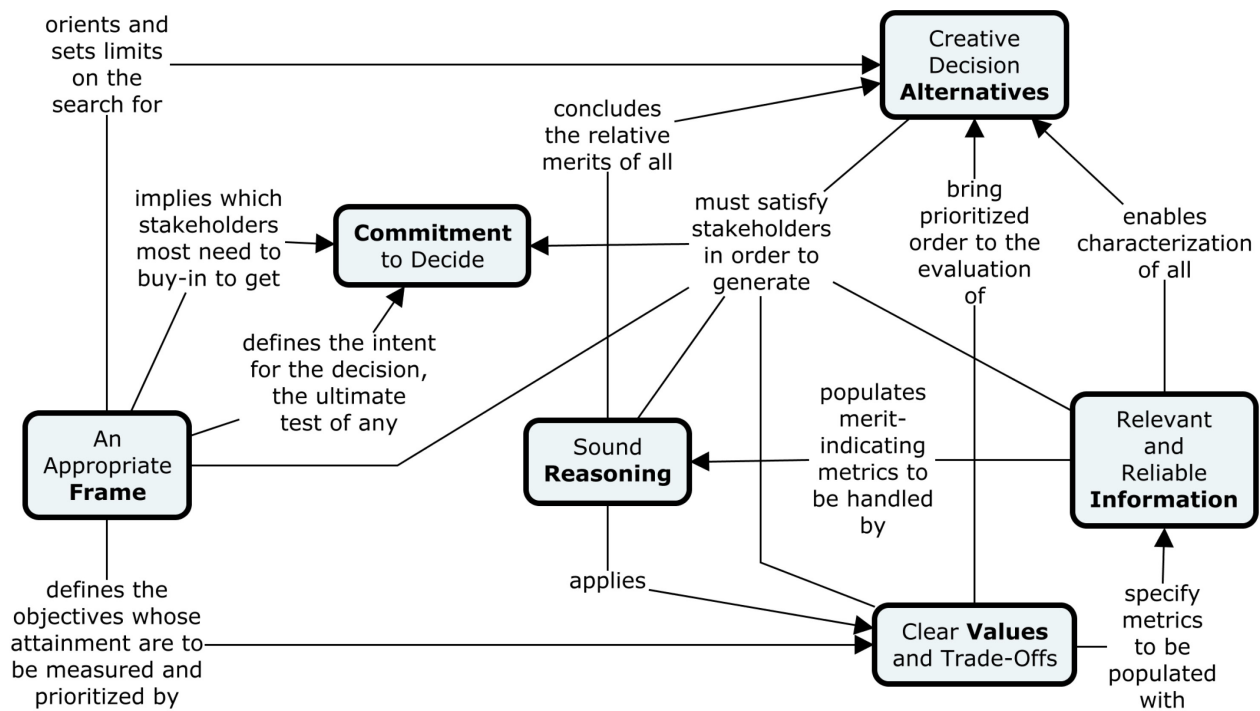 orients and
sets limits
on the
search for
Creative
Decision
Alternatives
concludes
the relative
merits of all
implies which
stakeholders
most need to
buy-in to get
Commitment
to Decide
must satisfy
stakeholders
in order to
generate
bring
prioritized
order to the
evaluation
of
enables
characterization
of all
defines the intent
for the decision,
the ultimate
test of any
An
Appropriate
Frame
Sound
Reasoning
populates
merit-
indicating
metrics to
be handled
by
Relevant
and
Reliable
Information
defines the
objectives whose
attainment are to
be measured and
prioritized by
applies
Clear Values
and Trade-Offs
specify
metrics
to be
populated
with